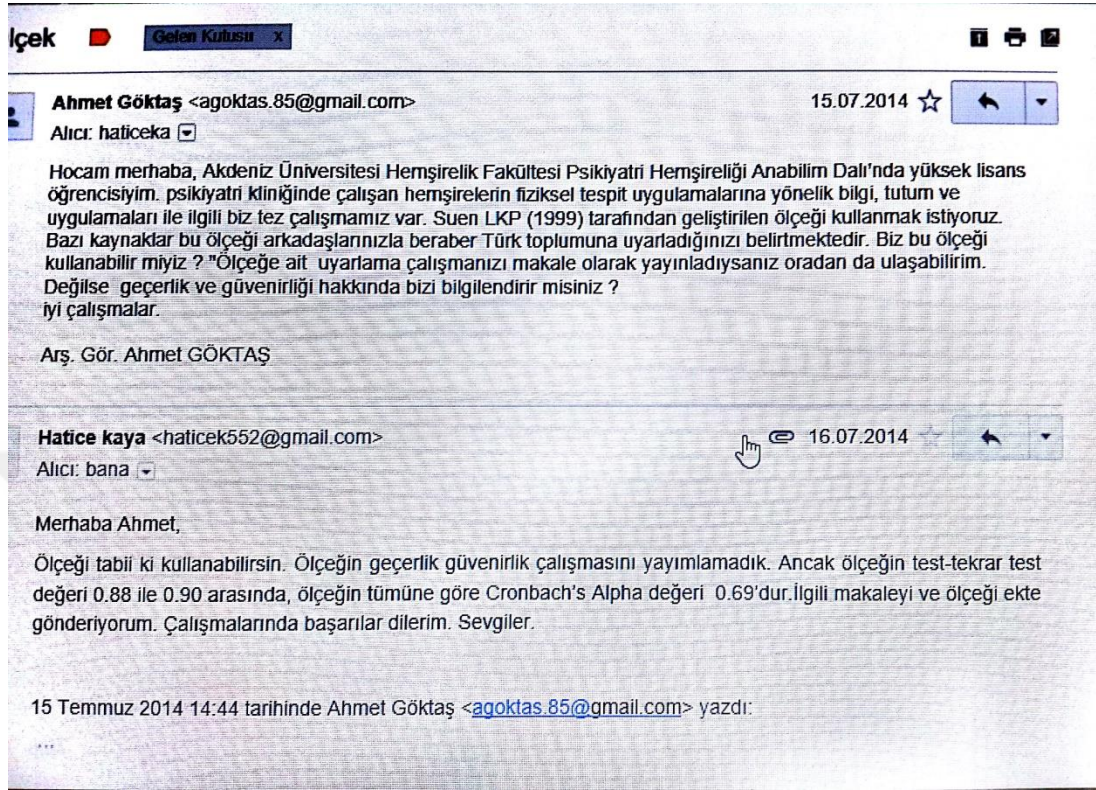 lçek
Gelen Kutusu x
Ahmet Göktaş <agoktas.85@gmail.com>
15.07.2014
Alıcı: haticeka
Hocam merhaba, Akdeniz Üniversitesi Hemşirelik Fakültesi Psikiyatri Hemşireliği Anabilim Dalı'nda yüksek lisans
öğrencisiyim. psikiyatri kliniğinde çalışan hemşirelerin fiziksel tespit uygulamalarına yönelik bilgi, tutum ve
uygulamaları ile ilgili biz tez çalışmamız var. Suen LKP (1999) tarafından geliştirilen ölçeği kullanmak istiyoruz.
Bazı kaynaklar bu ölçeği arkadaşlarınızla beraber Türk toplumuna uyarladığınızı belirtmektedir. Biz bu ölçeği
kullanabilir miyiz ? "Ölçeğe ait uyarlama çalışmanızı makale olarak yayınladıysanız oradan da ulaşabilirim.
Değilse geçerlik ve güvenirliği hakkında bizi bilgilendirir misiniz ?
iyi çalışmalar.
Arş. Gör. Ahmet GÖKTAŞ
Hatice kaya <haticek552@gmail.com>
16.07.2014
Alıcı: bana
Merhaba Ahmet,
Ölçeği tabii ki kullanabilirsin. Ölçeğin geçerlik güvenirlik çalışmasını yayımlamadık. Ancak ölçeğin test-tekrar test
değeri 0.88 ile 0.90 arasında, ölçeğin tümüne göre Cronbach's Alpha değeri 0.69'dur.İlgili makaleyi ve ölçeği ekte
gönderiyorum. Çalışmalarında başarılar dilerim. Sevgiler.
15 Temmuz 2014 14:44 tarihinde Ahmet Göktaş <agoktas.85@gmail.com> yazdı:
...